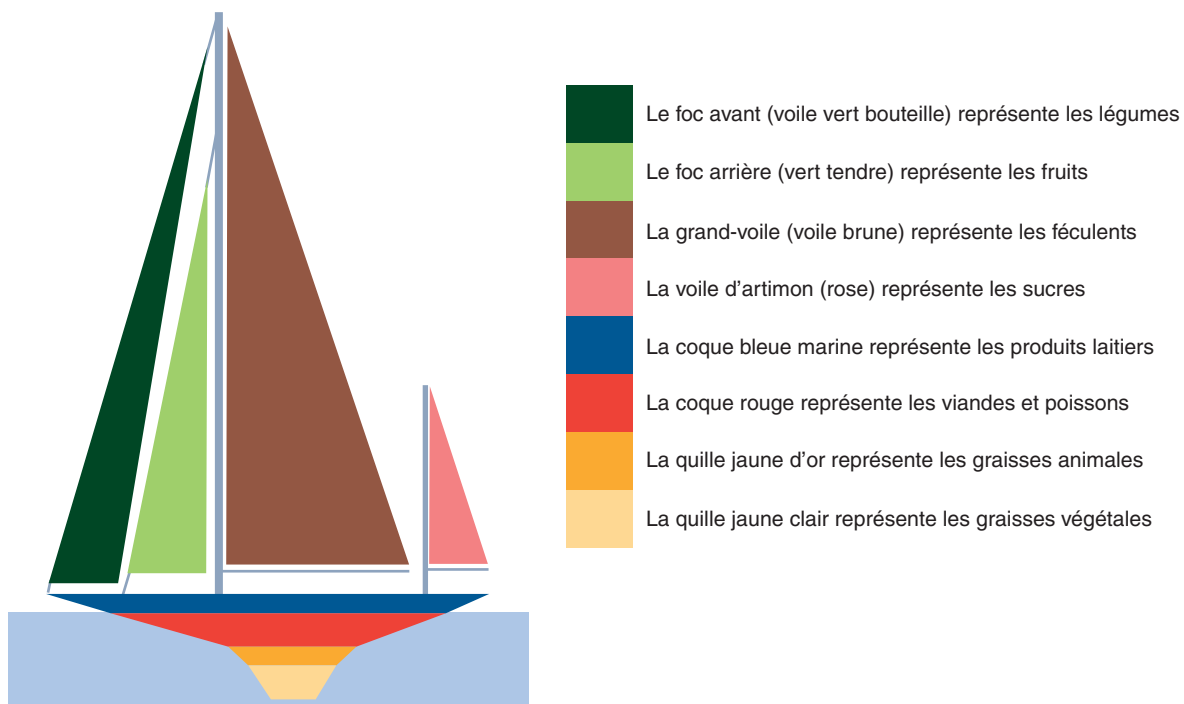 Le foc avant (voile vert bouteille) représente les légumes
Le foc arrière (vert tendre) représente les fruits
La grand-voile (voile brune) représente les féculents
La voile d'artimon (rose) représente les sucres
La coque bleue marine représente les produits laitiers
La coque rouge représente les viandes et poissons
La quille jaune d'or représente les graisses animales
La quille jaune clair représente les graisses végétales